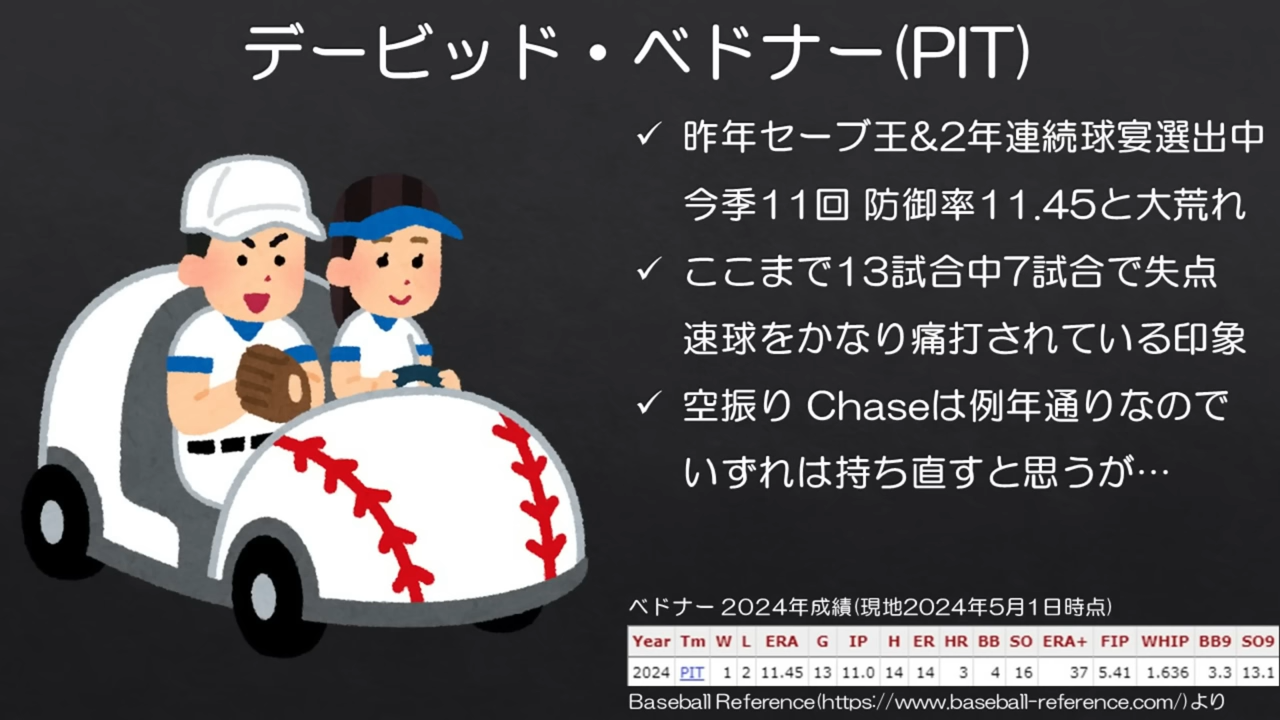 デービッド・ベドナー(PIT)
✓ 昨年セーブ王&2年連続球宴選出中
今季11回 防御率11.45と大荒れ
✓ ここまで13試合中7試合で失点
速球をかなり痛打されている印象
✓ 空振り Chaseは例年通りなので
いずれは持ち直すと思うが…
ベドナー 2024年成績(現地2024年5月1日時点)
Year Tm W L ERA G IP H ER HR BB SO ERA+ FIP WHIP BB9 SO9
2024 PIT 1 2 11.45 13 11.0 14 14 3 4 16 37 5.41 1.636 3.3 13.1
Baseball Reference(https://www.baseball-reference.com/)より